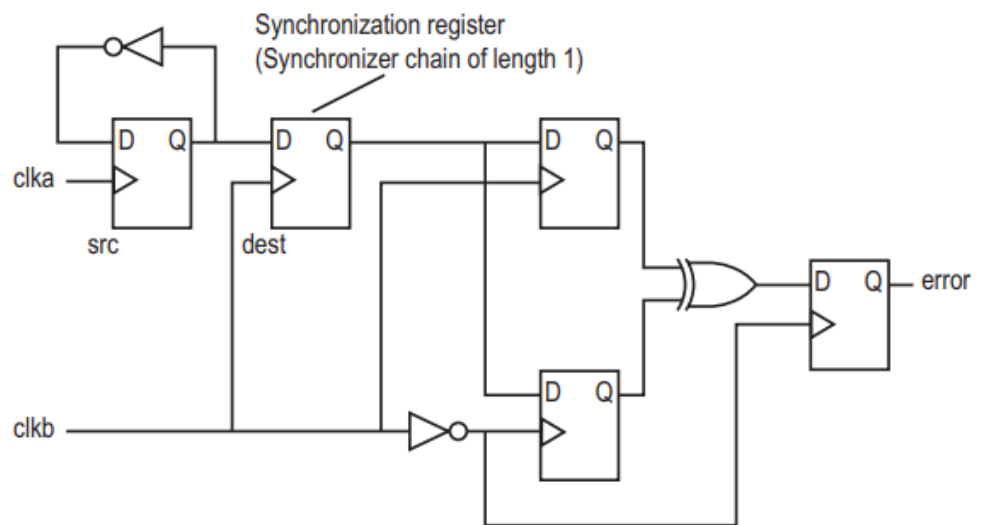 Synchronization register
(Synchronizer chain of length 1)
D Q D Q D Q
clka
src dest
D Q error
D Q
clkb